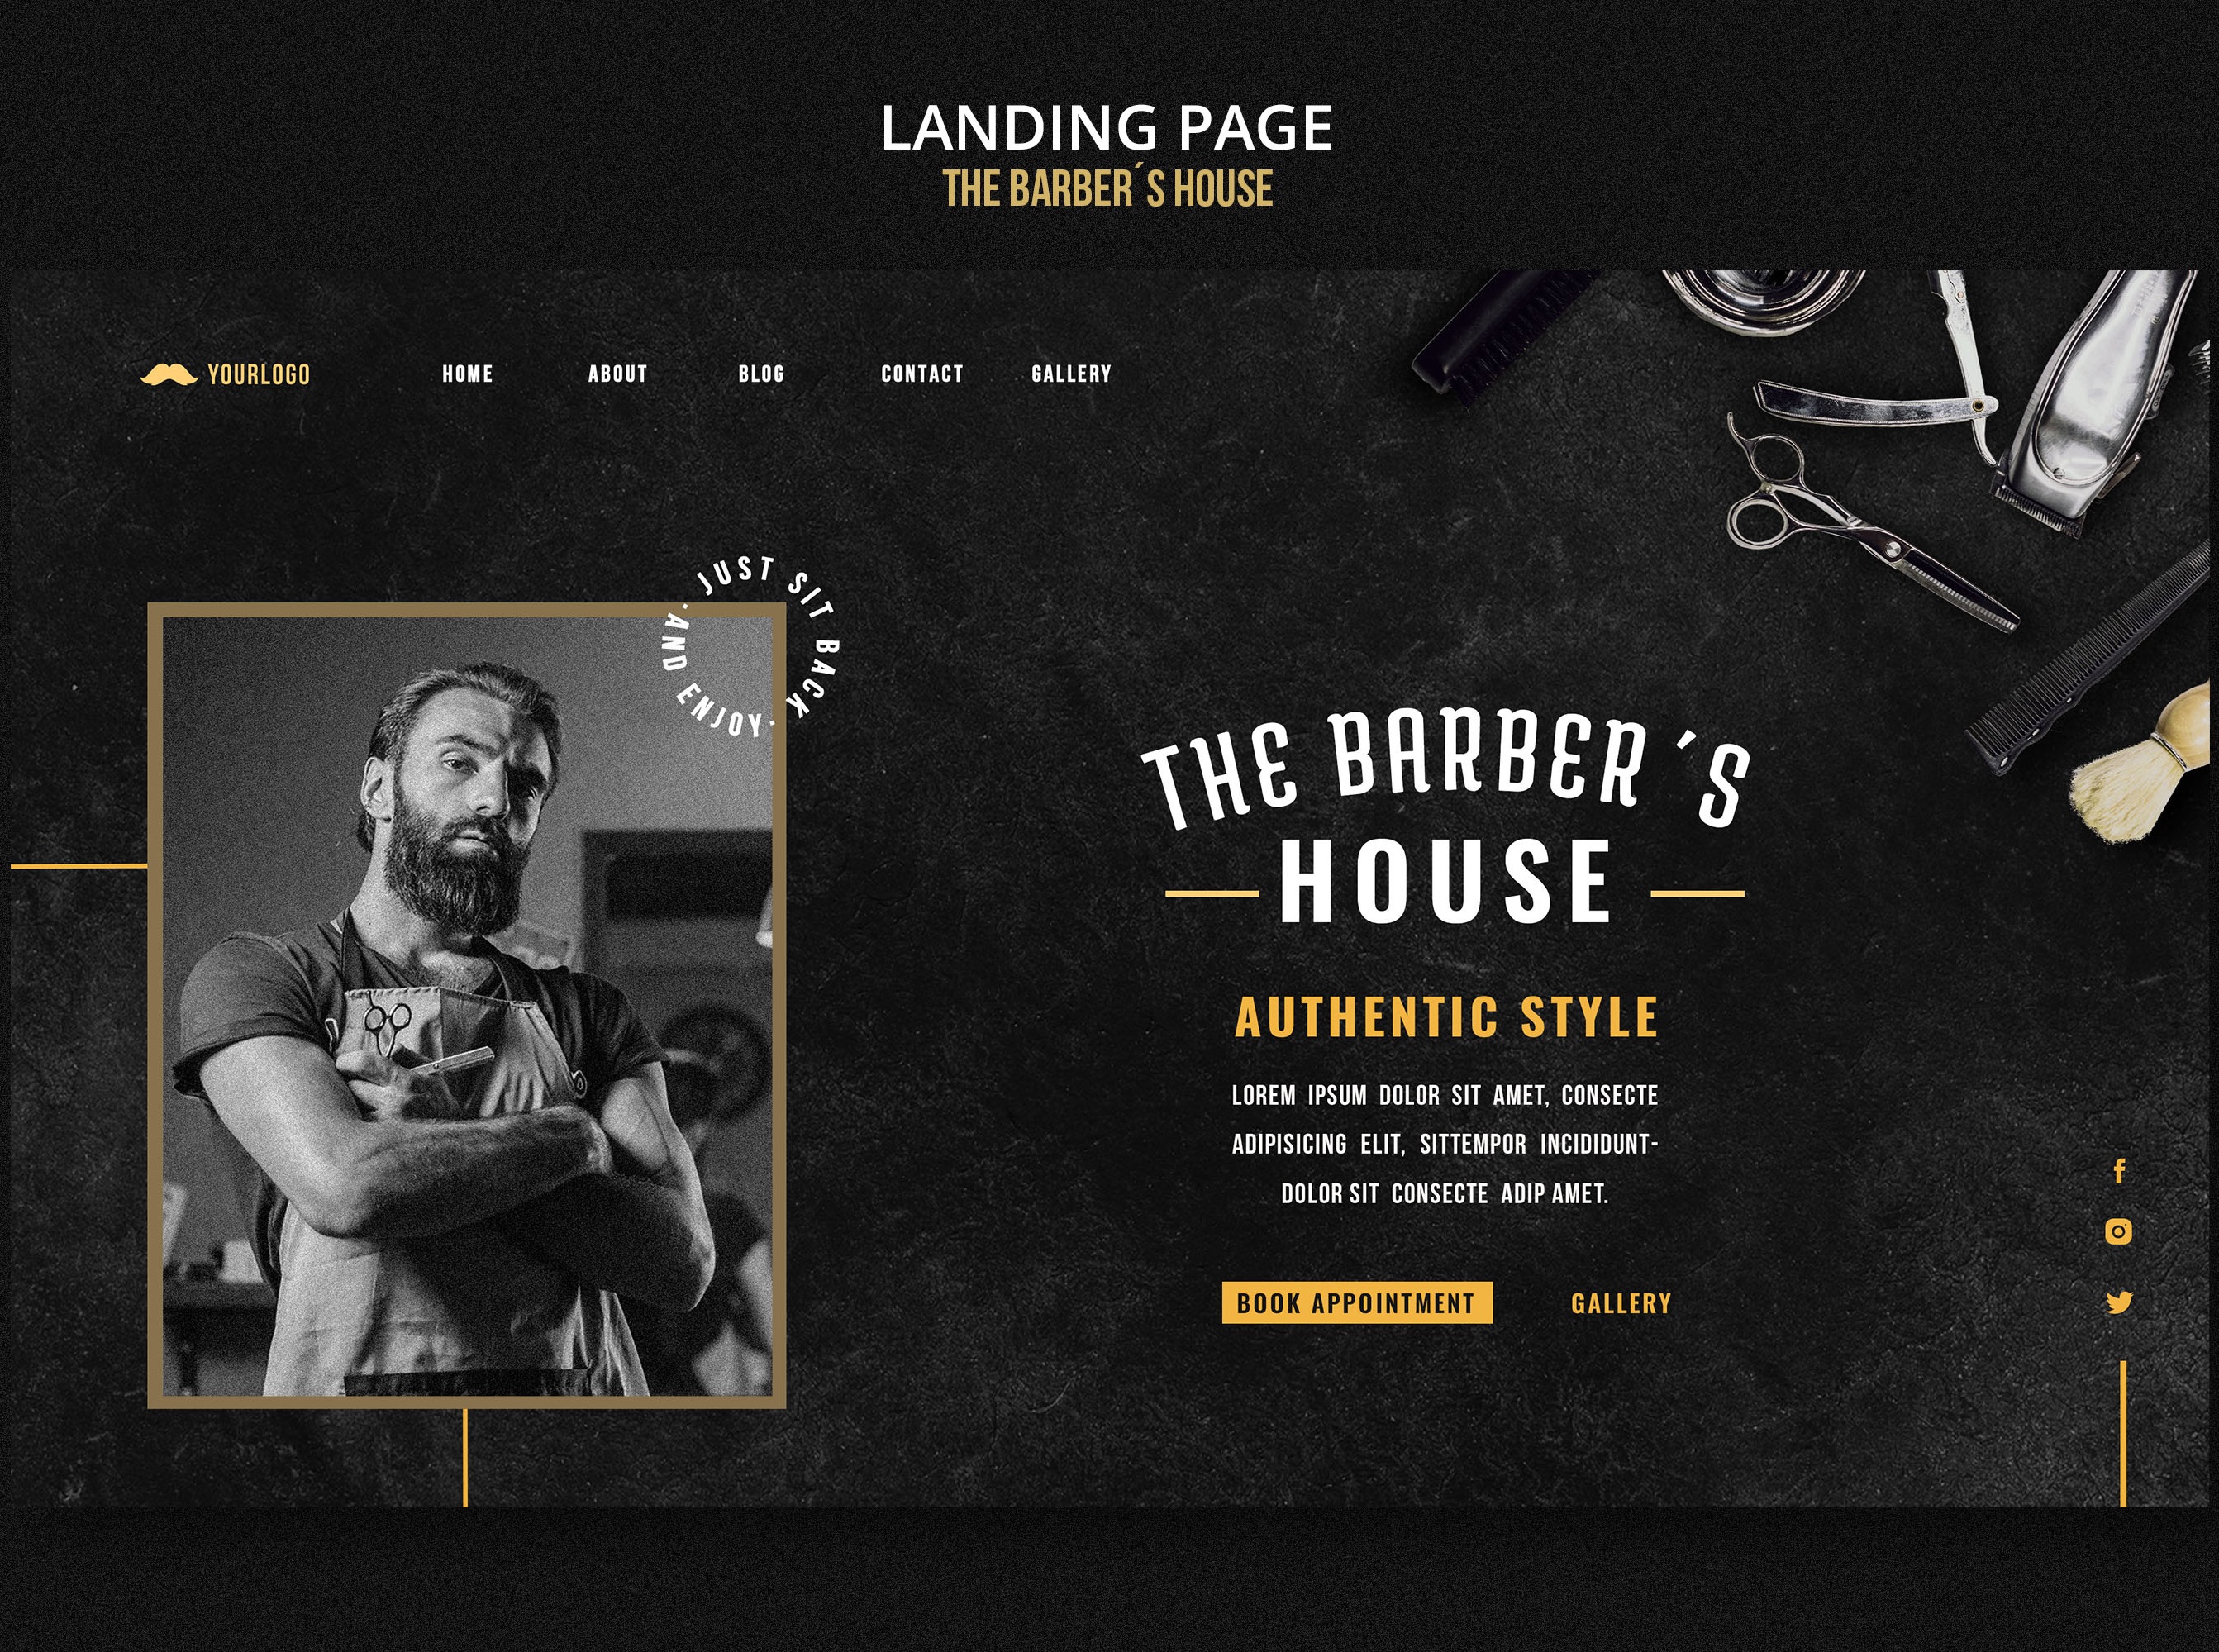 LANDING PAGE
THE BARBER´S HOUSE
YOURLOGO
HOME
ABOUT
BLOG
CONTACT
GALLERY
· JUST SIT BACK · AND ENJOY
THE BARBER´S
HOUSE
AUTHENTIC STYLE
LOREM IPSUM DOLOR SIT AMET, CONSECTE
ADIPISICING ELIT, SITTEMPOR INCIDIDUNT-
DOLOR SIT CONSECTE ADIP AMET.
BOOK APPOINTMENT
GALLERY